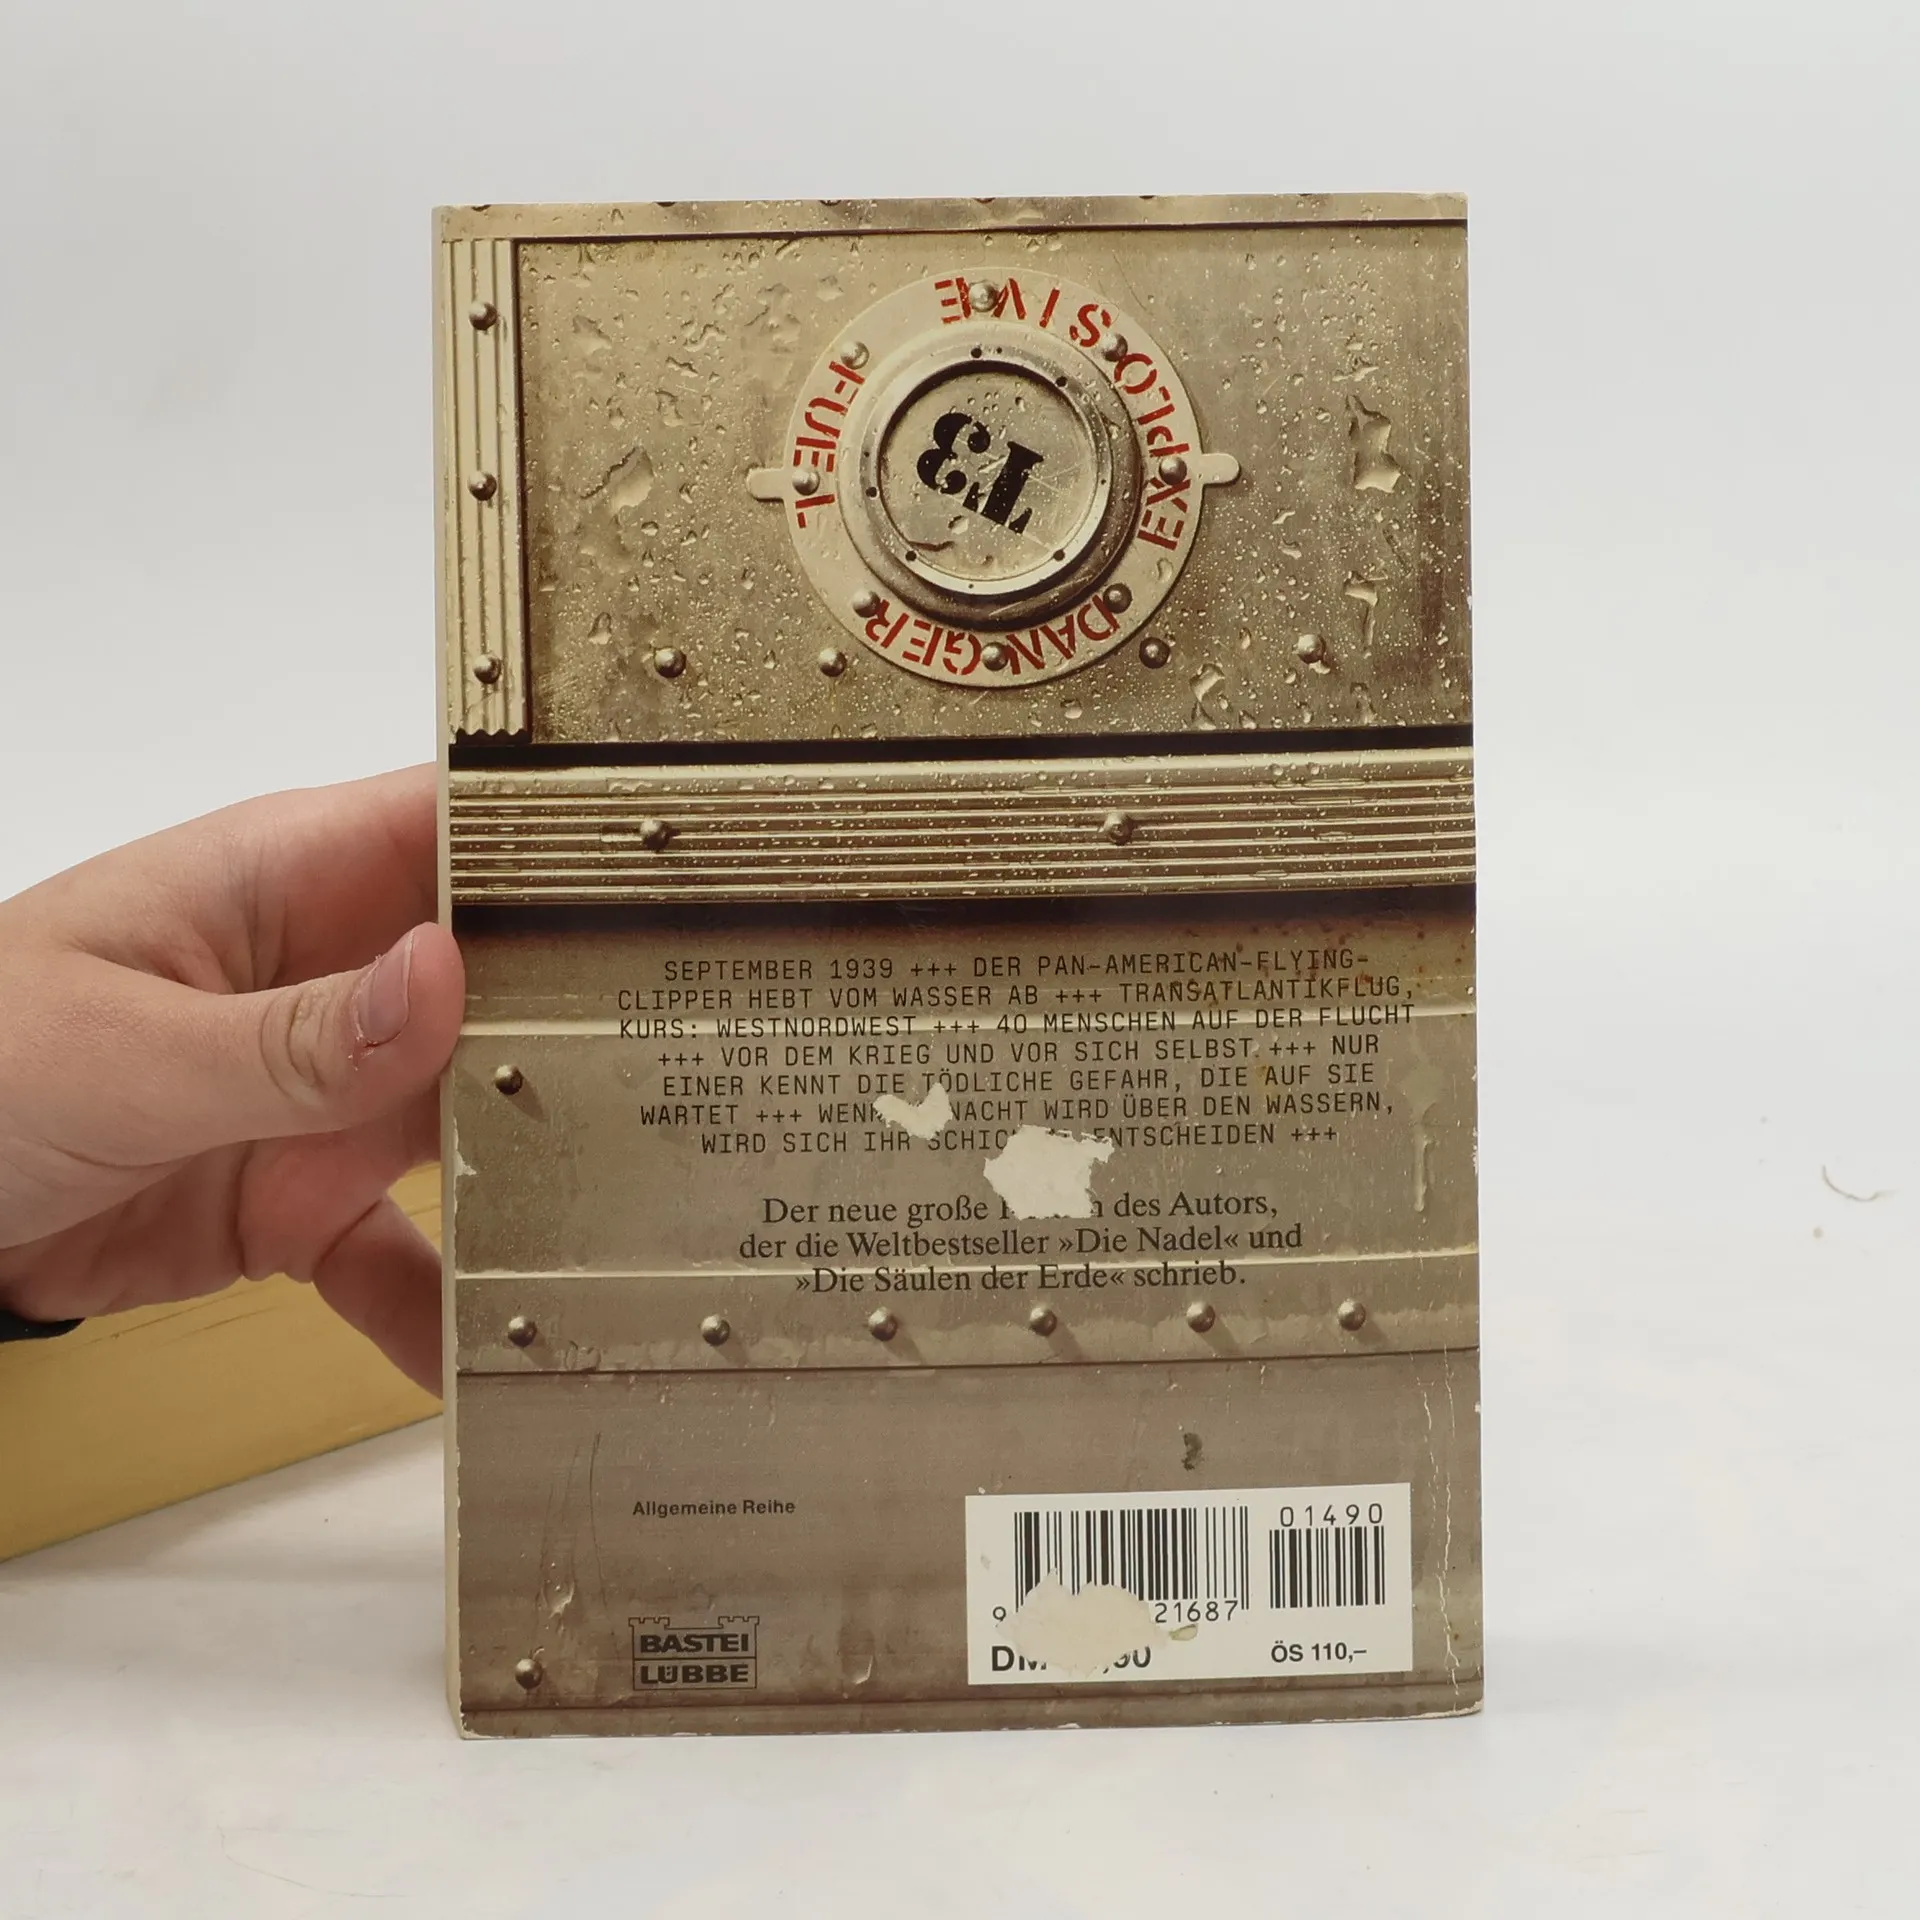 DANGER EXPLOSIVE FUEL
T3
SEPTEMBER 1939 +++ DER PAN-AMERICAN-FLYING-
CLIPPER HEBT VOM WASSER AB +++ TRANSATLANTIKFLUG,
KURS: WESTNORDWEST +++ 40 MENSCHEN AUF DER FLUCHT
+++ VOR DEM KRIEG UND VOR SICH SELBST +++ NUR
EINER KENNT DIE TÖDLICHE GEFAHR, DIE AUF SIE
WARTET +++ NACHT WIRD ÜBER DEN WASSERN,
WIRD SICH IHR ENTSCHEIDEN +++
Der neue große des Autors,
der die Weltbestseller »Die Nadel« und
»Die Säulen der Erde« schrieb.
Allgemeine Reihe
BASTEI
LÜBBE
01490
9 21687
DM ÖS 110,–